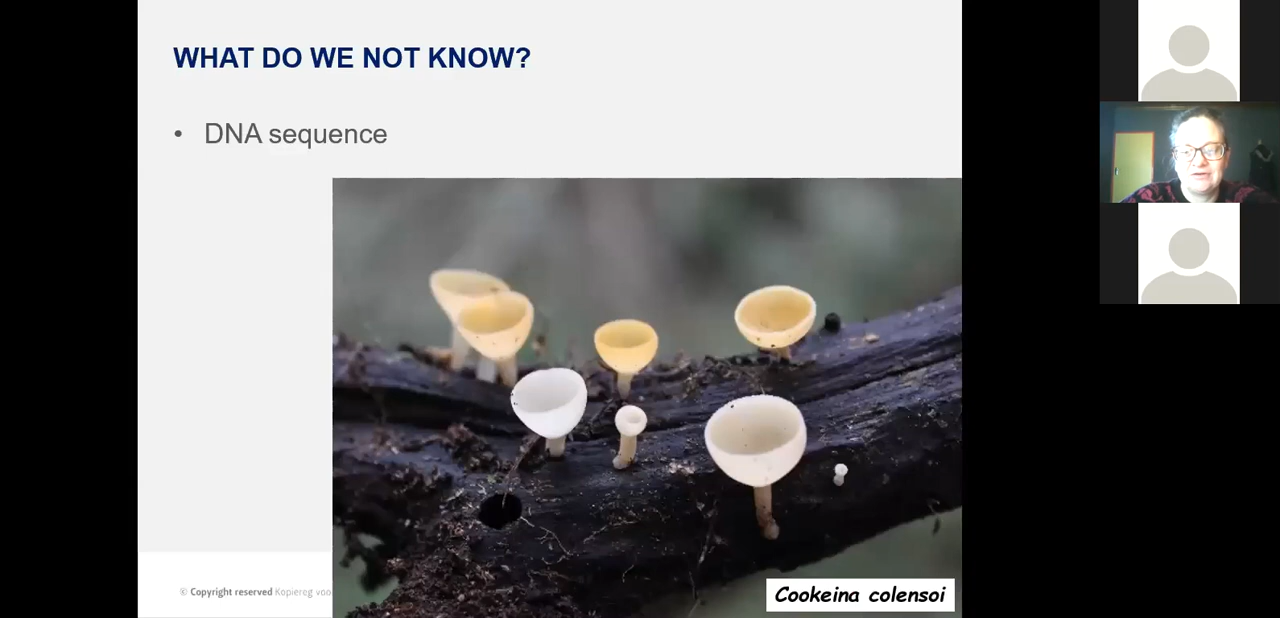 WHAT DO WE NOT KNOW?
• DNA sequence
© Copyright reserved Kopiereg voo
Cookeina colensoi